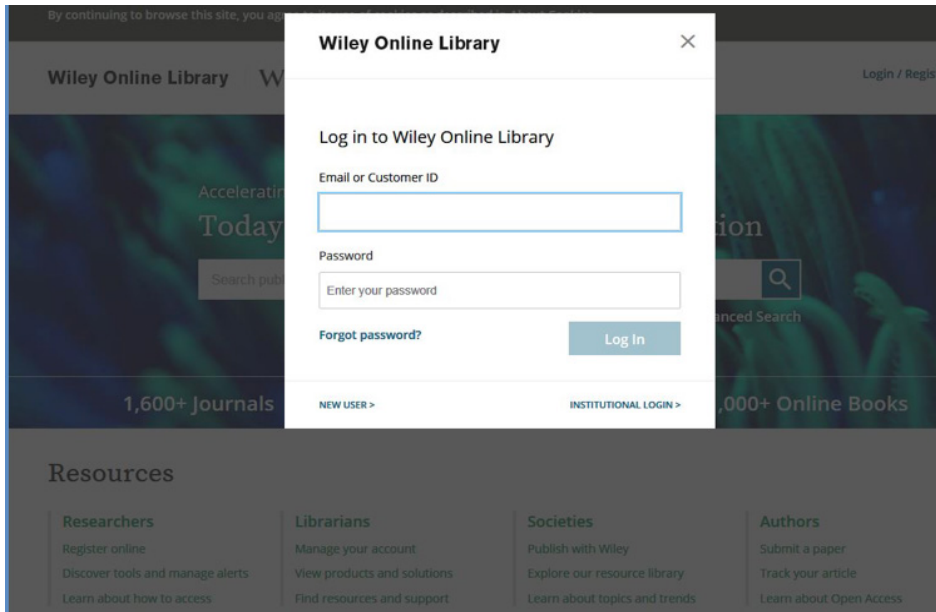 By continuing to browse this site, you
Wiley Online Library
×
Wiley Online Library
W
Login / Regis
Log in to Wiley Online Library
Email or Customer ID
Acceleratin
Today
ion
Password
Search publ
Enter your password
Forgot password?
Log In
anced Search
1,600+ Journals
NEW USER >
INSTITUTIONAL LOGIN >
,000+ Online Books
Resources
Researchers
Librarians
Societies
Authors
Register online
Manage your account
Publish with Wiley
Submit a paper
Discover tools and manage alerts
View products and solutions
Explore our resource library
Track your article
Learn about how to access
Find resources and support
Learn about topics and trends
Learn about Open Access